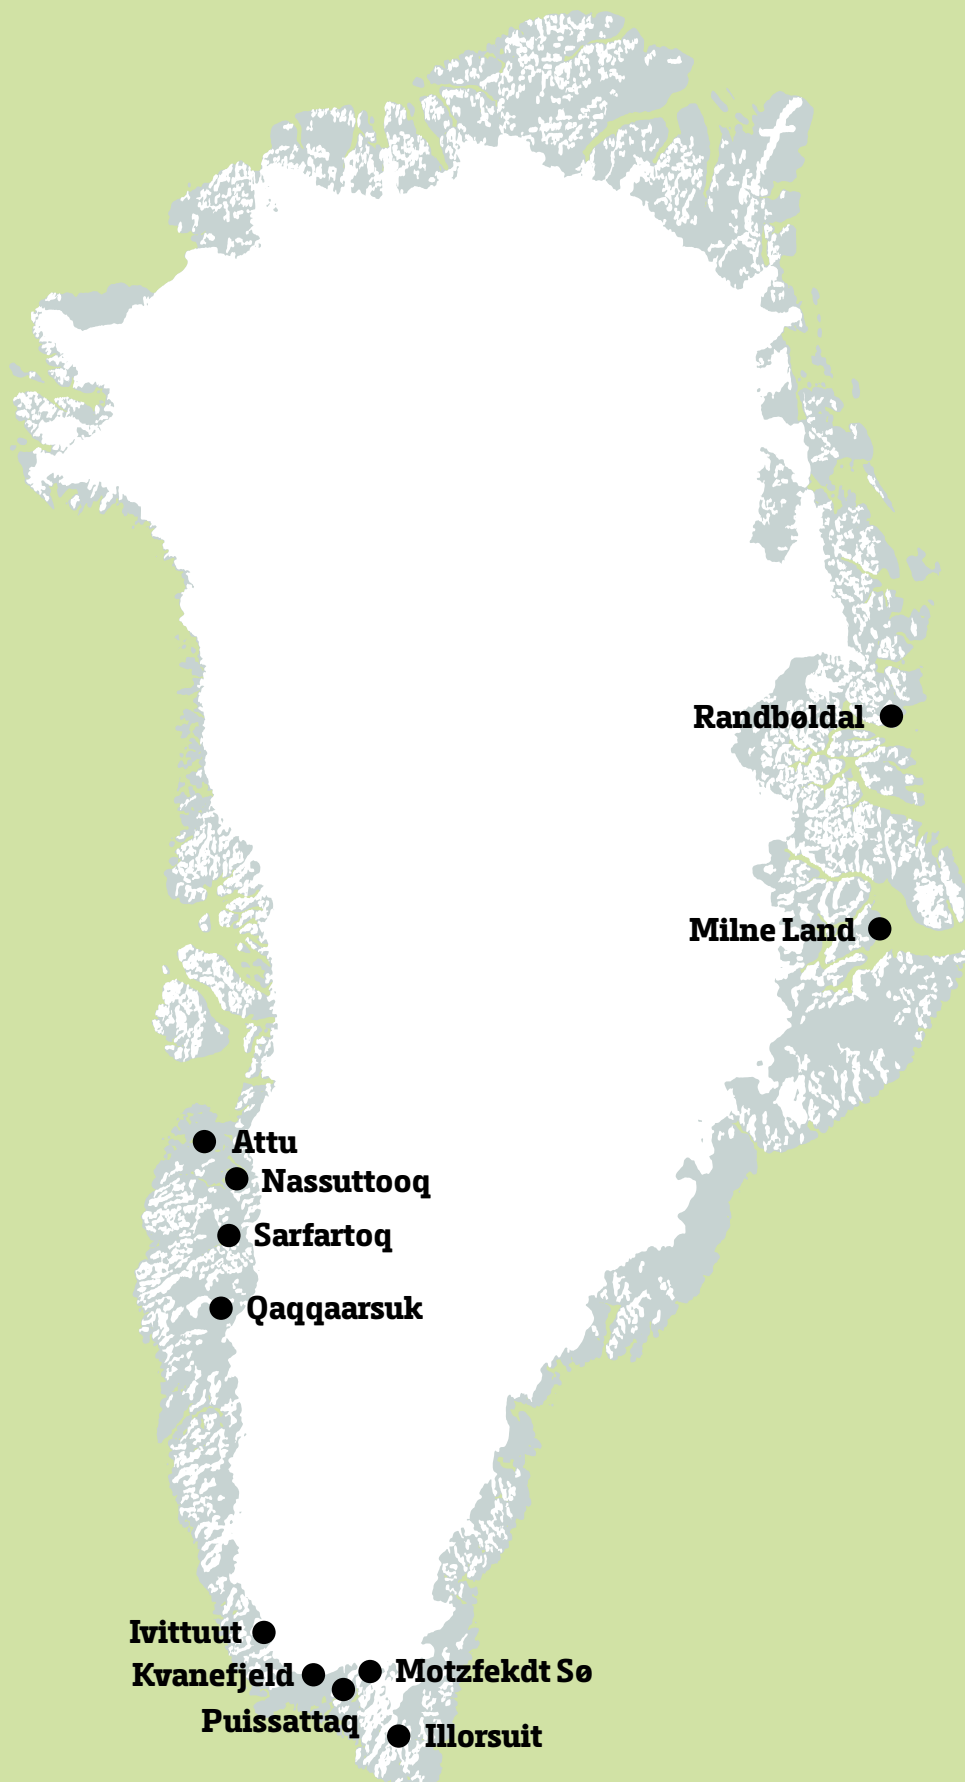 Randbøldal
Milne Land
Attu
Nassuttooq
Sarfartoq
Qaqqaarsuk
Ivittuut
Kvanefjeld
Motzfekdt Sø
Puissattaq
Illorsuit